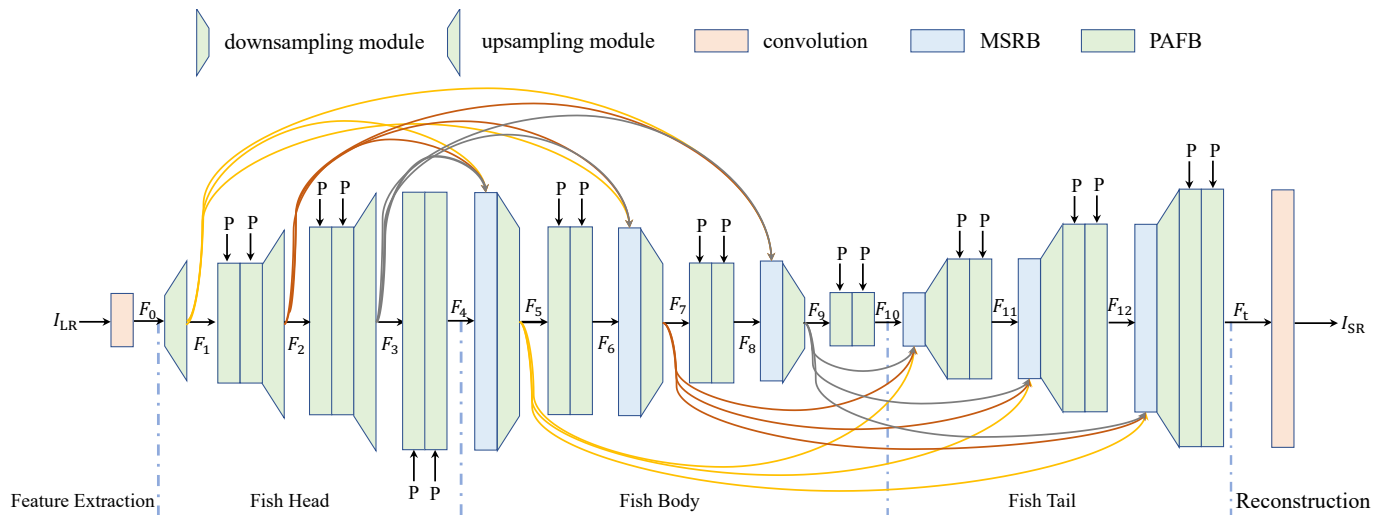 downsampling module
upsampling module
convolution
MSRB
PAFB
P P
P P
P P
P P
P P
P P
P P
P P
P P
I_LR
F_0
F_1
F_2
F_3
F_4
F_5
F_6
F_7
F_8
F_9
F_10
F_11
F_12
F_t
I_SR
Feature Extraction
Fish Head
Fish Body
Fish Tail
Reconstruction